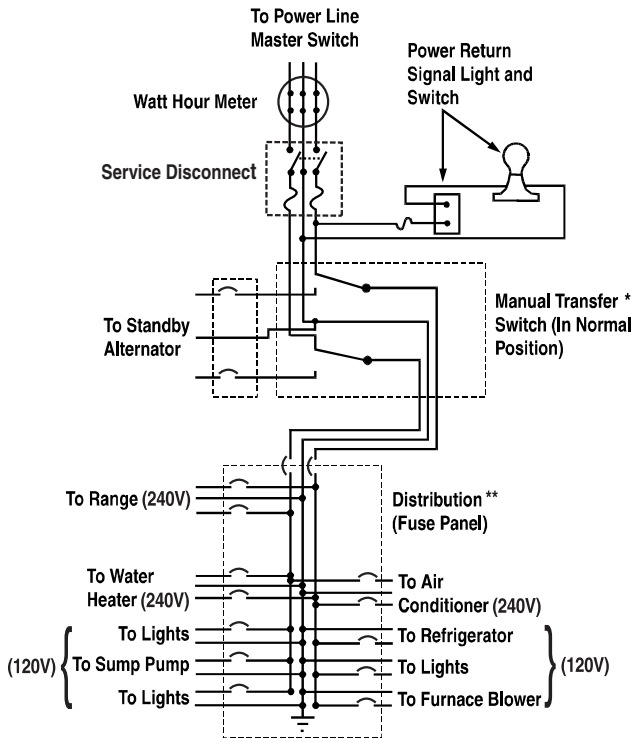 To Power Line
Master Switch
Power Return
Signal Light and
Switch
Watt Hour Meter
Service Disconnect
Manual Transfer *
Switch (In Normal
Position)
To Standby
Alternator
To Range (240V)
Distribution **
(Fuse Panel)
To Water
Heater (240V)
To Air
Conditioner (240V)
To Lights
To Refrigerator
(120V)
To Sump Pump
To Lights
(120V)
To Lights
To Furnace Blower